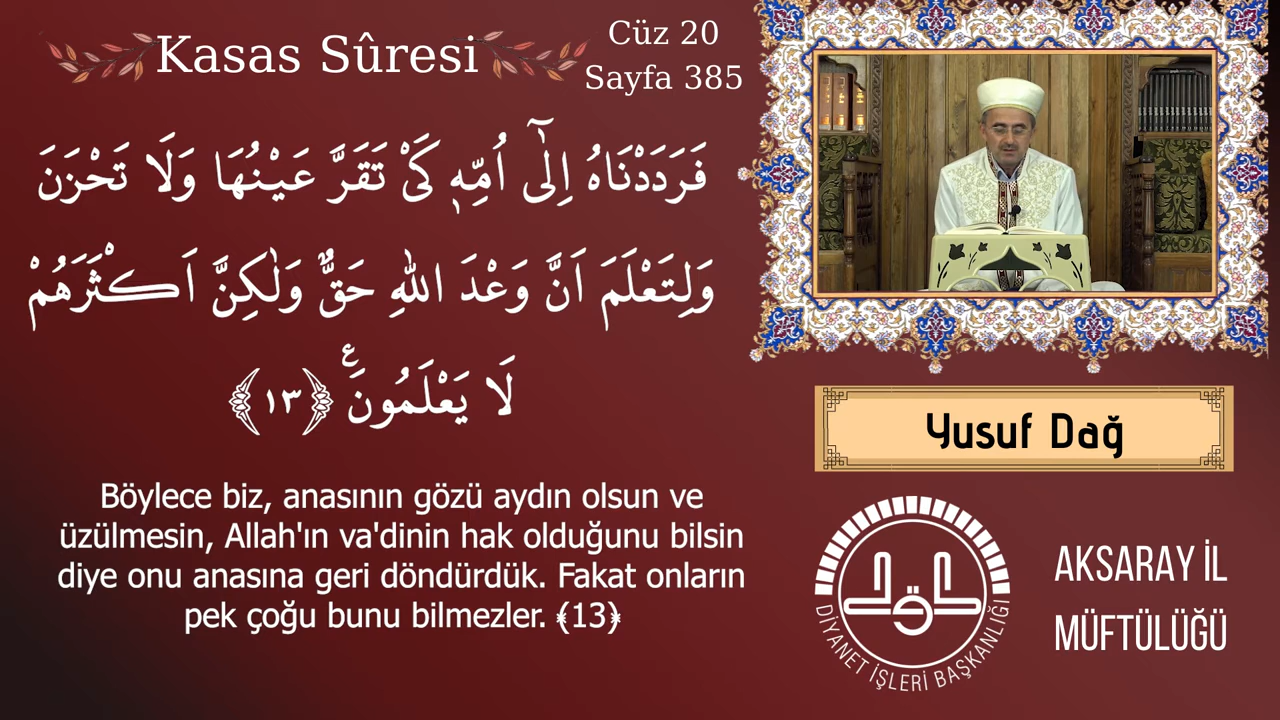 Kasas Sûresi
Cüz 20
Sayfa 385
فَرَدَدْنَاهُ اِلٰٓى اُمِّه۪ كَيْ تَقَرَّ عَيْنُهَا وَلَا تَحْزَنَ
وَلِتَعْلَمَ اَنَّ وَعْدَ اللّٰهِ حَقٌّ وَلٰكِنَّ اَكْثَرَهُمْ
لَا يَعْلَمُونَ۟ ﴿١٣﴾
Böylece biz, anasının gözü aydın olsun ve
üzülmesin, Allah'ın va'dinin hak olduğunu bilsin
diye onu anasına geri döndürdük. Fakat onların
pek çoğu bunu bilmezler. ﴾13﴿
Yusuf Dağ
DİYANET İŞLERİ BAŞKANLIĞI
AKSARAY İL
MÜFTÜLÜĞÜ